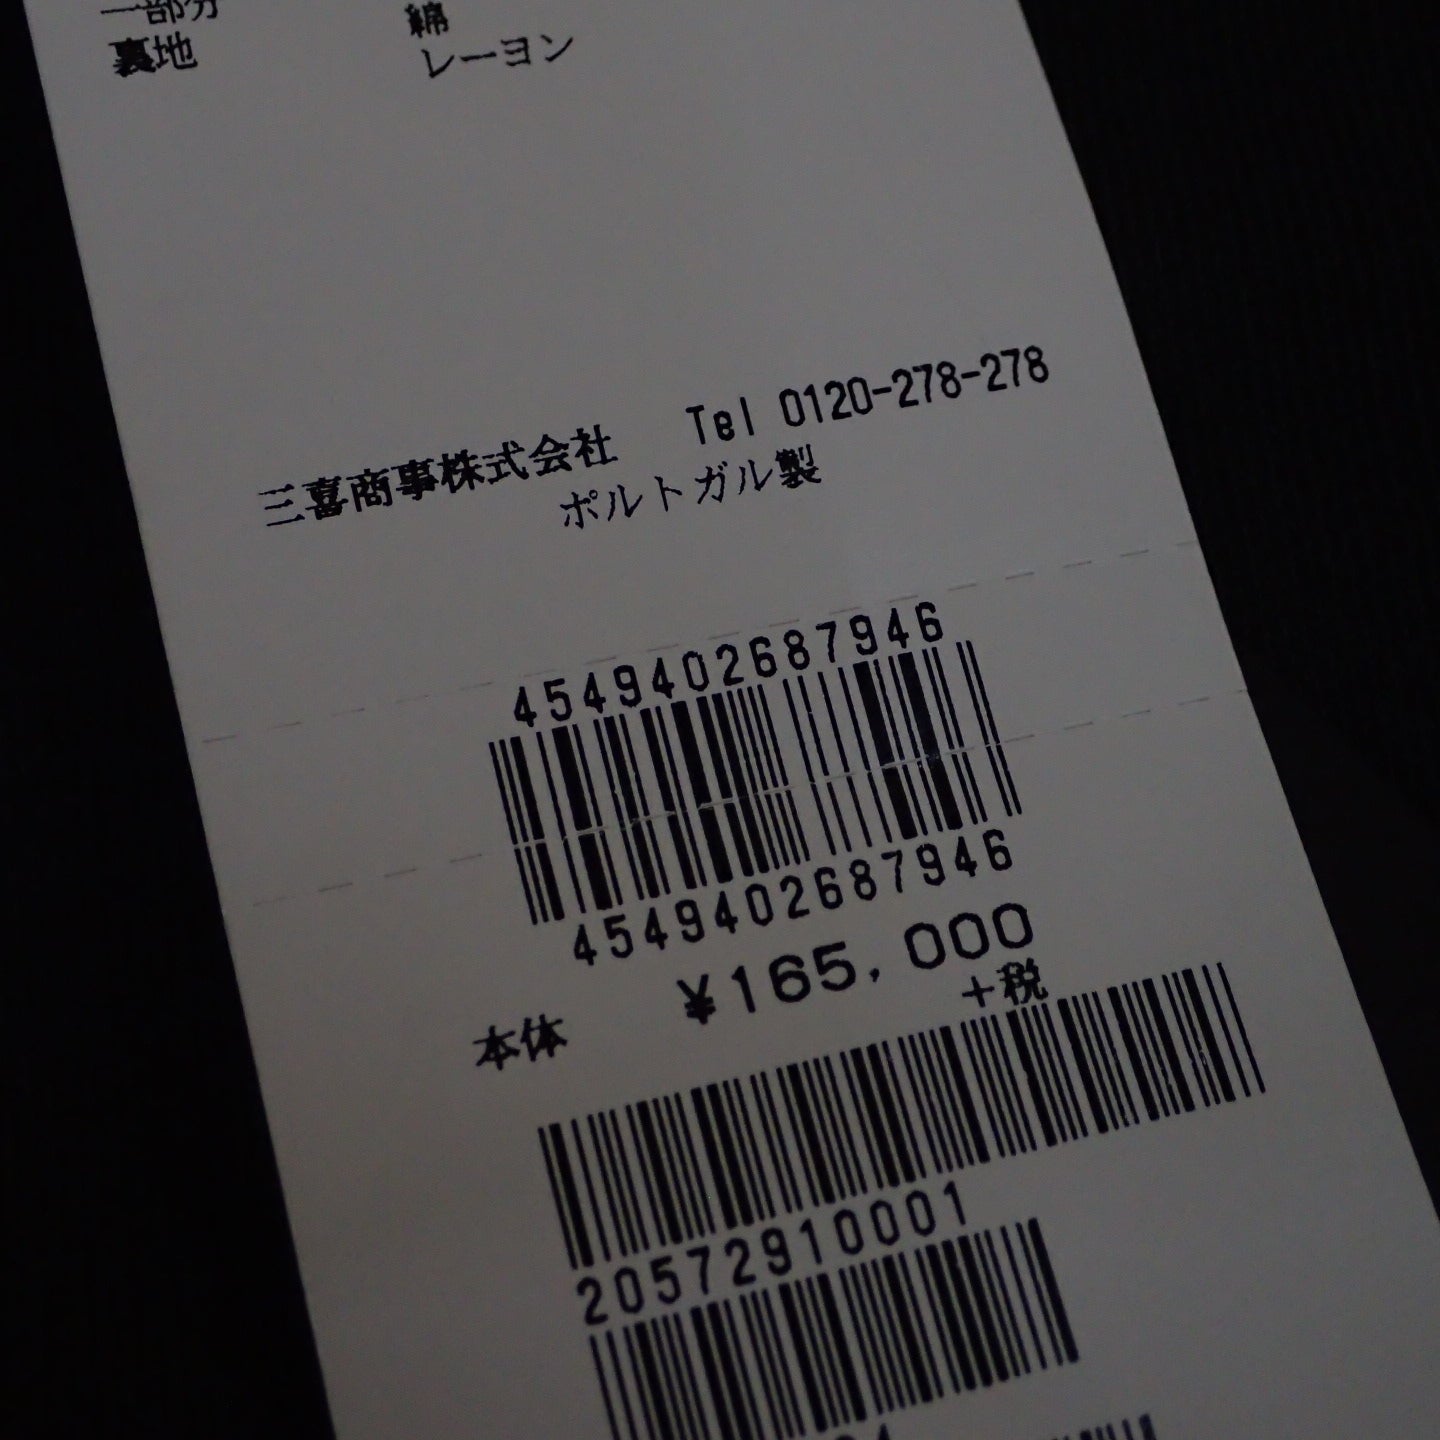 一部分 綿
裏地 レーヨン
三喜商事株式会社 Tel 0120-278-278
ポルトガル製
4549402687946
4549402687946
本体 ¥165,000
+税
20572910001